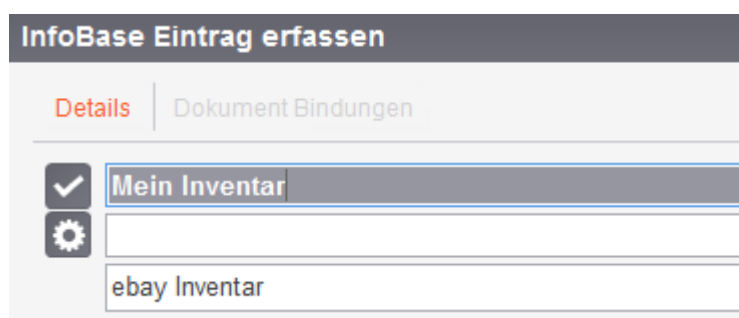 InfoBase Eintrag erfassen
Details Dokument Bindungen
Mein Inventar
ebay Inventar